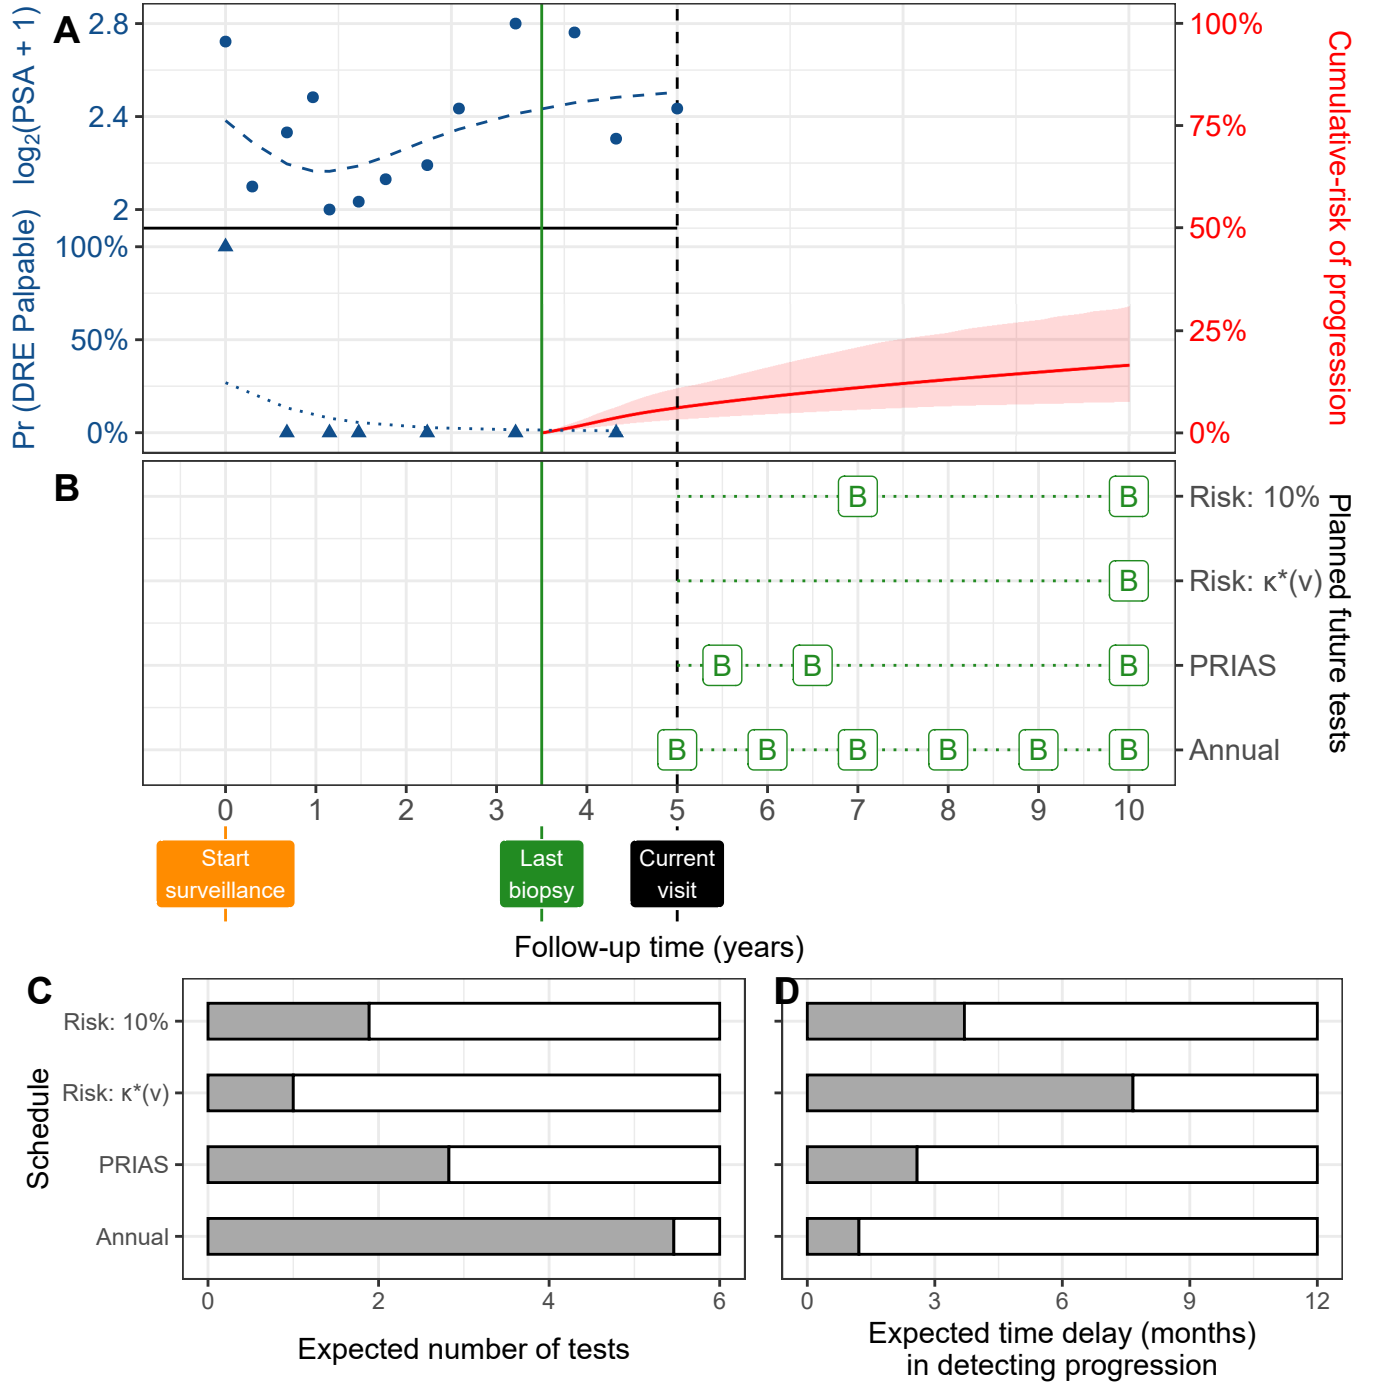 A
log₂(PSA + 1)
2.8
2.4
2
Pr (DRE Palpable)
100%
50%
0%
100%
75%
50%
25%
0%
Cumulative-risk of progression
B
B B Risk: 10%
B Risk: κ*(v)
B B B PRIAS
B B B B B B Annual
Planned future tests
0 1 2 3 4 5 6 7 8 9 10
Start
surveillance
Last
biopsy
Current
visit
Follow-up time (years)
C
Schedule
Risk: 10%
Risk: κ*(v)
PRIAS
Annual
0 2 4 6
Expected number of tests
D
0 3 6 9 12
Expected time delay (months)
in detecting progression